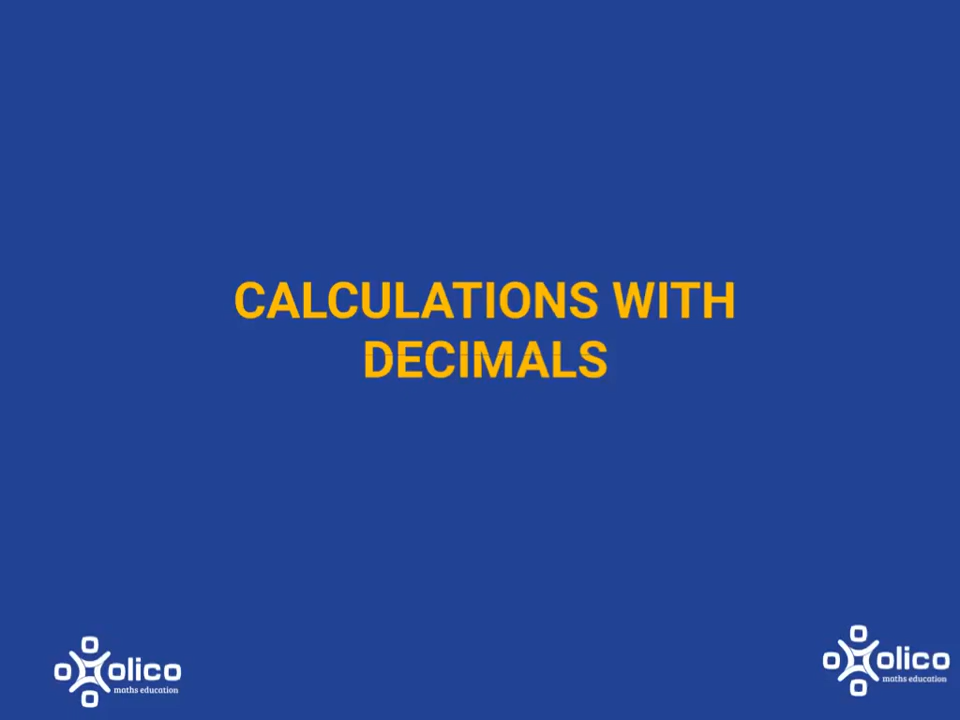 CALCULATIONS WITH
DECIMALS
olico
maths education
olico
maths education